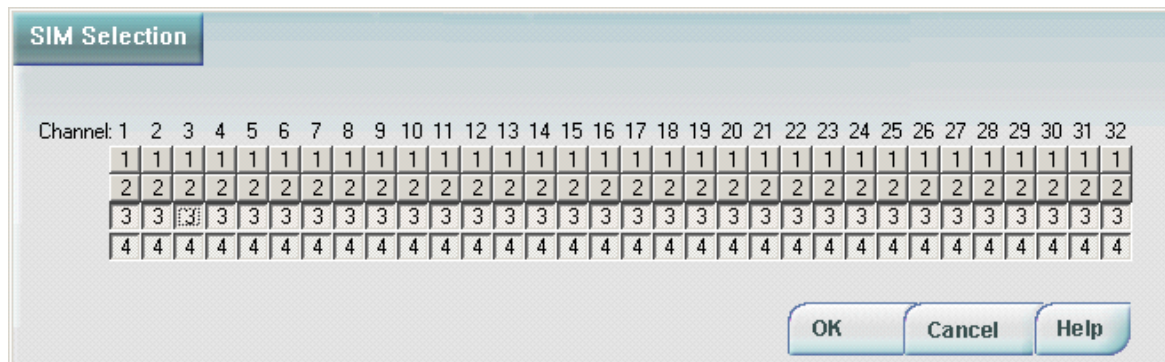 SIM Selection
Channel: 1 2 3 4 5 6 7 8 9 10 11 12 13 14 15 16 17 18 19 20 21 22 23 24 25 26 27 28 29 30 31 32
1 1 1 1 1 1 1 1 1 1 1 1 1 1 1 1 1 1 1 1 1 1 1 1 1 1 1 1 1 1 1 1
2 2 2 2 2 2 2 2 2 2 2 2 2 2 2 2 2 2 2 2 2 2 2 2 2 2 2 2 2 2 2 2
3 3 3 3 3 3 3 3 3 3 3 3 3 3 3 3 3 3 3 3 3 3 3 3 3 3 3 3 3 3 3 3
4 4 4 4 4 4 4 4 4 4 4 4 4 4 4 4 4 4 4 4 4 4 4 4 4 4 4 4 4 4 4 4
OK Cancel Help